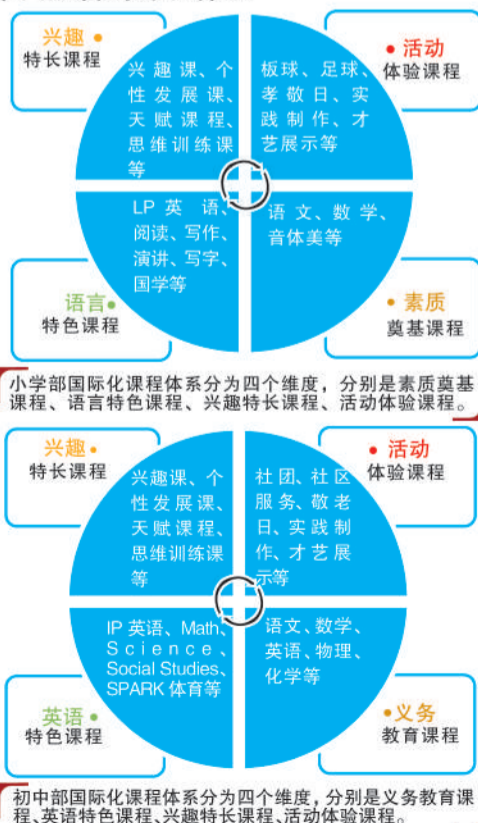 兴趣
特长课程
活动
体验课程
兴趣课、个
性发展课、
天赋课程、
思维训练课
等
板球、足球、
孝敬日、实
践制作、才
艺展示等
LP 英 语、
阅读、写作、
演讲、写字、
国学等
语文、数学、
音体美等
语言
特色课程
素质
奠基课程
小学部国际化课程体系分为四个维度，分别是素质奠基
课程、语言特色课程、兴趣特长课程、活动体验课程。
兴趣
特长课程
活动
体验课程
兴趣课、个
性发展课、
天赋课程、
思维训练课
等
社团、社区
服务、敬老
日、实践制
作、才艺展
示等
IP 英语、Math、
Science、
Social Studies、
SPARK 体育等
语文、数学、
英语、物理、
化学等
英语
特色课程
义务
教育课程
初中部国际化课程体系分为四个维度，分别是义务教育课
程、英语特色课程、兴趣特长课程、活动体验课程。